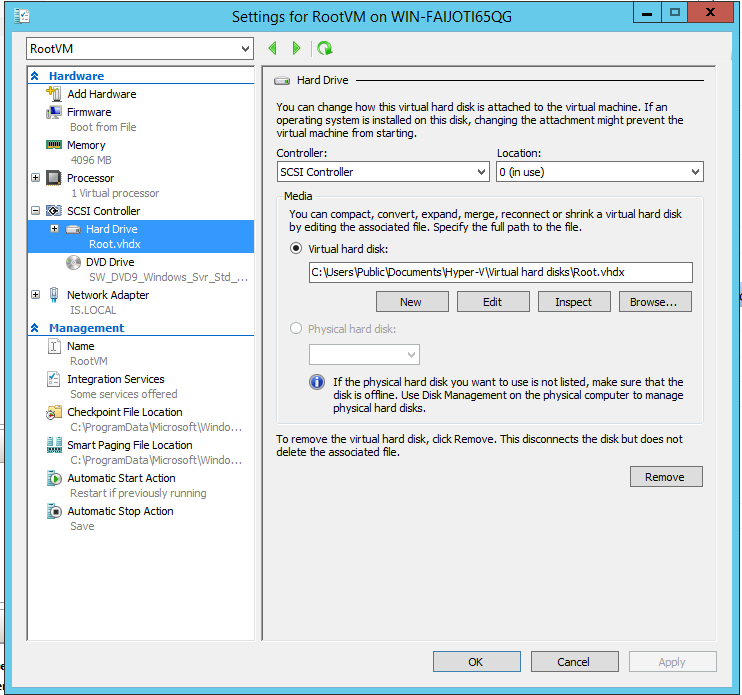 Settings for RootVM on WIN-FAIJOTI65QG
RootVM
Hardware
Add Hardware
Firmware
Boot from File
Memory
4096 MB
Processor
1 Virtual processor
SCSI Controller
Hard Drive
Root.vhdx
DVD Drive
SW_DVD9_Windows_Svr_Std_...
Network Adapter
IS.LOCAL
Management
Name
RootVM
Integration Services
Some services offered
Checkpoint File Location
C:\ProgramData\Microsoft\Windo...
Smart Paging File Location
C:\ProgramData\Microsoft\Windo...
Automatic Start Action
Restart if previously running
Automatic Stop Action
Save
Hard Drive
You can change how this virtual hard disk is attached to the virtual machine. If an
operating system is installed on this disk, changing the attachment might prevent the
virtual machine from starting.
Controller: Location:
SCSI Controller 0 (in use)
Media
You can compact, convert, expand, merge, reconnect or shrink a virtual hard disk
by editing the associated file. Specify the full path to the file.
Virtual hard disk:
C:\Users\Public\Documents\Hyper-V\Virtual hard disks\Root.vhdx
New Edit Inspect Browse...
Physical hard disk:
If the physical hard disk you want to use is not listed, make sure that the
disk is offline. Use Disk Management on the physical computer to manage
physical hard disks.
To remove the virtual hard disk, click Remove. This disconnects the disk but does not
delete the associated file.
Remove
OK Cancel Apply